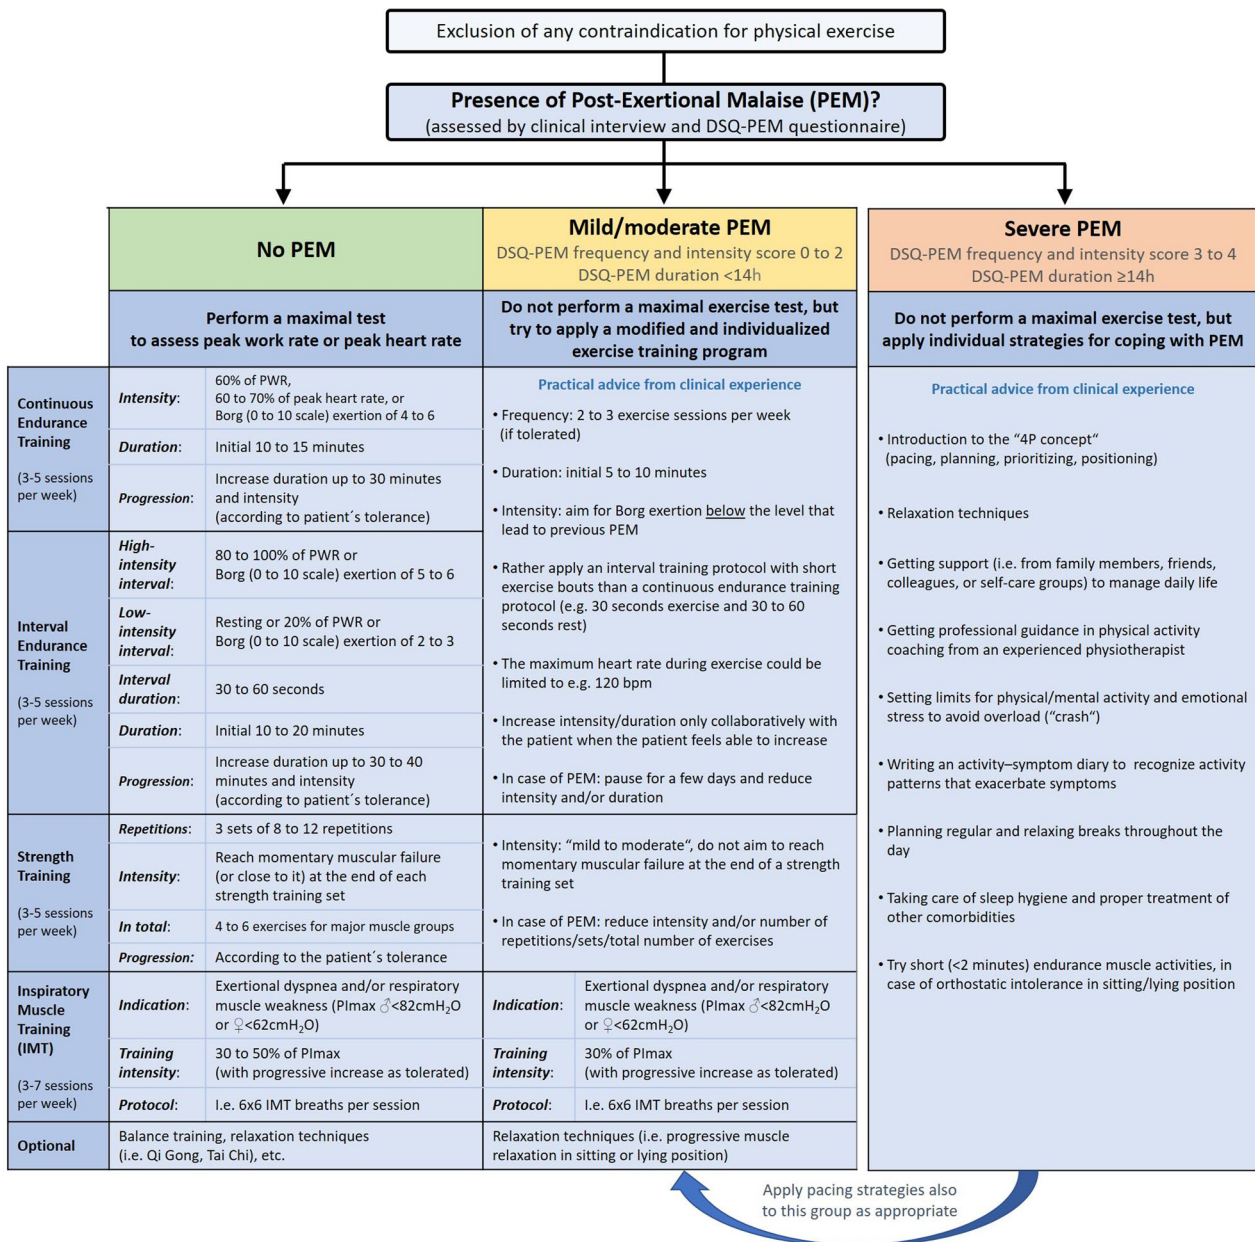 Exclusion of any contraindication for physical exercise
Presence of Post-Exertional Malaise (PEM)?
(assessed by clinical interview and DSQ-PEM questionnaire)
No PEM
Perform a maximal test
to assess peak work rate or peak heart rate
Mild/moderate PEM
DSQ-PEM frequency and intensity score 0 to 2
DSQ-PEM duration <14h
Do not perform a maximal exercise test, but
try to apply a modified and individualized
exercise training program
Severe PEM
DSQ-PEM frequency and intensity score 3 to 4
DSQ-PEM duration ≥14h
Do not perform a maximal exercise test, but
apply individual strategies for coping with PEM
Continuous
Endurance
Training
(3-5 sessions
per week)
Intensity:
60% of PWR,
60 to 70% of peak heart rate, or
Borg (0 to 10 scale) exertion of 4 to 6
Duration:
Initial 10 to 15 minutes
Progression:
Increase duration up to 30 minutes
and intensity
(according to patient´s tolerance)
Interval
Endurance
Training
(3-5 sessions
per week)
High-
intensity
interval:
80 to 100% of PWR or
Borg (0 to 10 scale) exertion of 5 to 6
Low-
intensity
interval:
Resting or 20% of PWR or
Borg (0 to 10 scale) exertion of 2 to 3
Interval
duration:
30 to 60 seconds
Duration:
Initial 10 to 20 minutes
Progression:
Increase duration up to 30 to 40
minutes and intensity
(according to patient´s tolerance)
Practical advice from clinical experience
• Frequency: 2 to 3 exercise sessions per week
(if tolerated)
• Duration: initial 5 to 10 minutes
• Intensity: aim for Borg exertion below the level that
lead to previous PEM
• Rather apply an interval training protocol with short
exercise bouts than a continuous endurance training
protocol (e.g. 30 seconds exercise and 30 to 60
seconds rest)
• The maximum heart rate during exercise could be
limited to e.g. 120 bpm
• Increase intensity/duration only collaboratively with
the patient when the patient feels able to increase
• In case of PEM: pause for a few days and reduce
intensity and/or duration
Strength
Training
(3-5 sessions
per week)
Repetitions:
3 sets of 8 to 12 repetitions
Intensity:
Reach momentary muscular failure
(or close to it) at the end of each
strength training set
In total:
4 to 6 exercises for major muscle groups
Progression:
According to the patient´s tolerance
• Intensity: “mild to moderate“, do not aim to reach
momentary muscular failure at the end of a strength
training set
• In case of PEM: reduce intensity and/or number of
repetitions/sets/total number of exercises
Inspiratory
Muscle
Training
(IMT)
(3-7 sessions
per week)
Indication:
Exertional dyspnea and/or respiratory
muscle weakness (PImax ♂<82cmH₂O
or ♀<62cmH₂O)
Training
intensity:
30 to 50% of PImax
(with progressive increase as tolerated)
Protocol:
I.e. 6x6 IMT breaths per session
Indication:
Exertional dyspnea and/or respiratory
muscle weakness (PImax ♂<82cmH₂O
or ♀<62cmH₂O)
Training
intensity:
30% of PImax
(with progressive increase as tolerated)
Protocol:
I.e. 6x6 IMT breaths per session
Optional
Balance training, relaxation techniques
(i.e. Qi Gong, Tai Chi), etc.
Relaxation techniques (i.e. progressive muscle
relaxation in sitting or lying position)
Practical advice from clinical experience
• Introduction to the “4P concept“
(pacing, planning, prioritizing, positioning)
• Relaxation techniques
• Getting support (i.e. from family members, friends,
colleagues, or self-care groups) to manage daily life
• Getting professional guidance in physical activity
coaching from an experienced physiotherapist
• Setting limits for physical/mental activity and emotional
stress to avoid overload (“crash“)
• Writing an activity–symptom diary to recognize activity
patterns that exacerbate symptoms
• Planning regular and relaxing breaks throughout the
day
• Taking care of sleep hygiene and proper treatment of
other comorbidities
• Try short (<2 minutes) endurance muscle activities, in
case of orthostatic intolerance in sitting/lying position
Apply pacing strategies also
to this group as appropriate